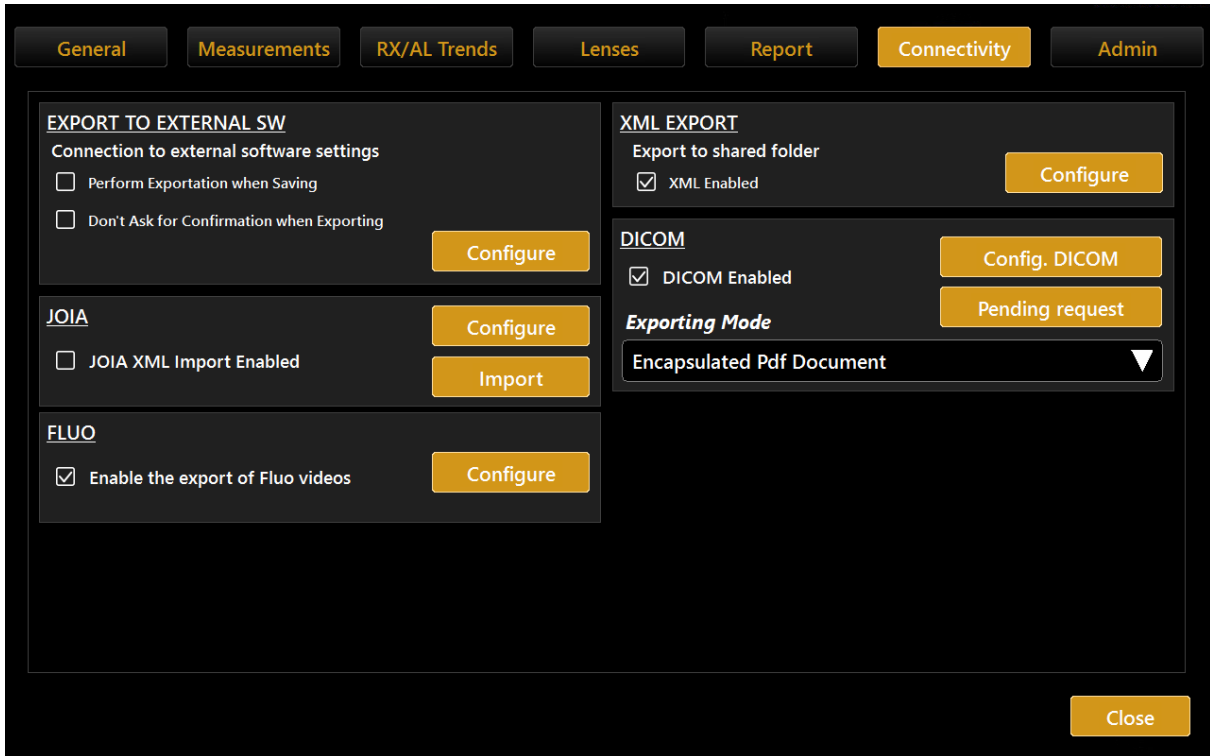 General
Measurements
RX/AL Trends
Lenses
Report
Connectivity
Admin
EXPORT TO EXTERNAL SW
Connection to external software settings
Perform Exportation when Saving
Don't Ask for Confirmation when Exporting
Configure
JOIA
JOIA XML Import Enabled
Configure
Import
FLUO
Enable the export of Fluo videos
Configure
XML EXPORT
Export to shared folder
XML Enabled
Configure
DICOM
DICOM Enabled
Config. DICOM
Pending request
Exporting Mode
Encapsulated Pdf Document
Close